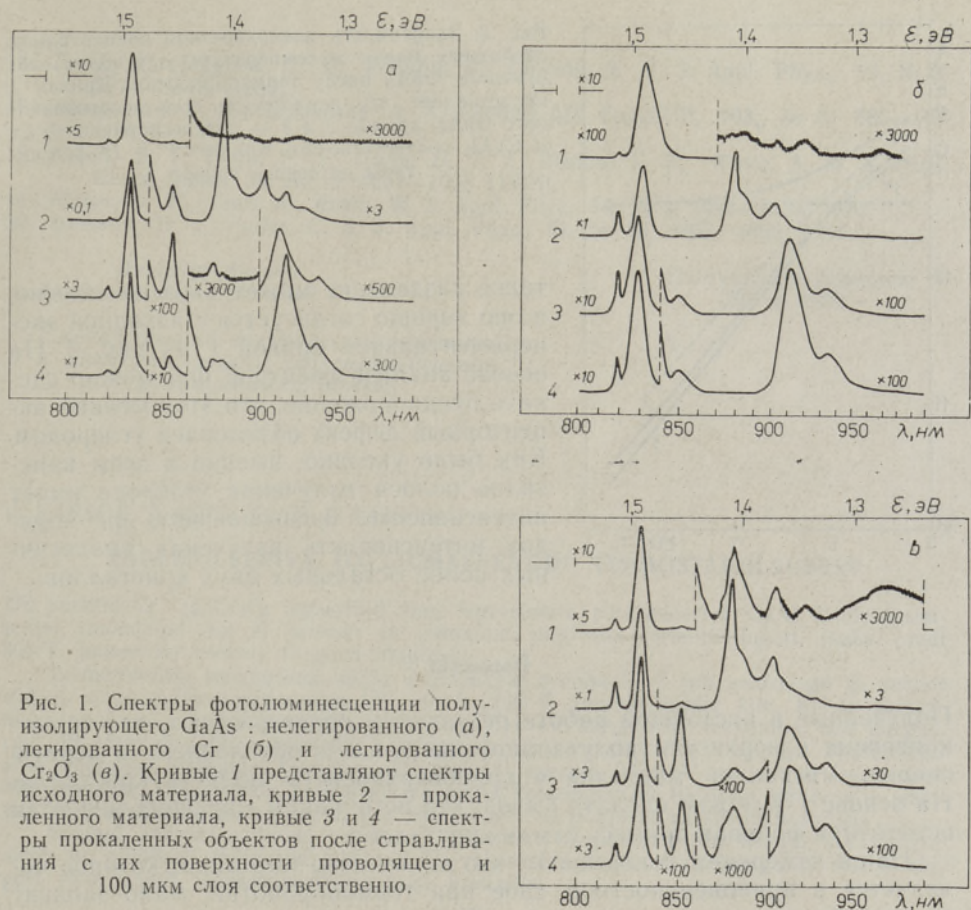 1,5 1,4 1,3 ℰ, эВ
а
×10
1 ×5 ×3000
2 ×0,1 ×3
3 ×3 ×100 ×3000 ×500
4 ×1 ×10 ×300
800 850 900 950 λ, нм
1,5 1,4 1,3 ℰ, эВ
б
×10
1 ×100 ×3000
2 ×1
3 ×10 ×100
4 ×10 ×100
800 850 900 950 λ, нм
1,5 1,4 1,3 ℰ, эВ
в
×10
1 ×5 ×3000
2 ×1 ×3
3 ×3 ×100 ×30
4 ×3 ×100 ×1000 ×100
800 850 900 950 λ, нм
Рис. 1. Спектры фотолюминесценции полу-
изолирующего GaAs : нелегированного (а),
легированного Cr (б) и легированного
Cr₂O₃ (в). Кривые 1 представляют спектры
исходного материала, кривые 2 — прока-
ленного материала, кривые 3 и 4 — спект-
ры прокаленных объектов после стравлива-
ния с их поверхности проводящего и
100 мкм слоя соответственно.